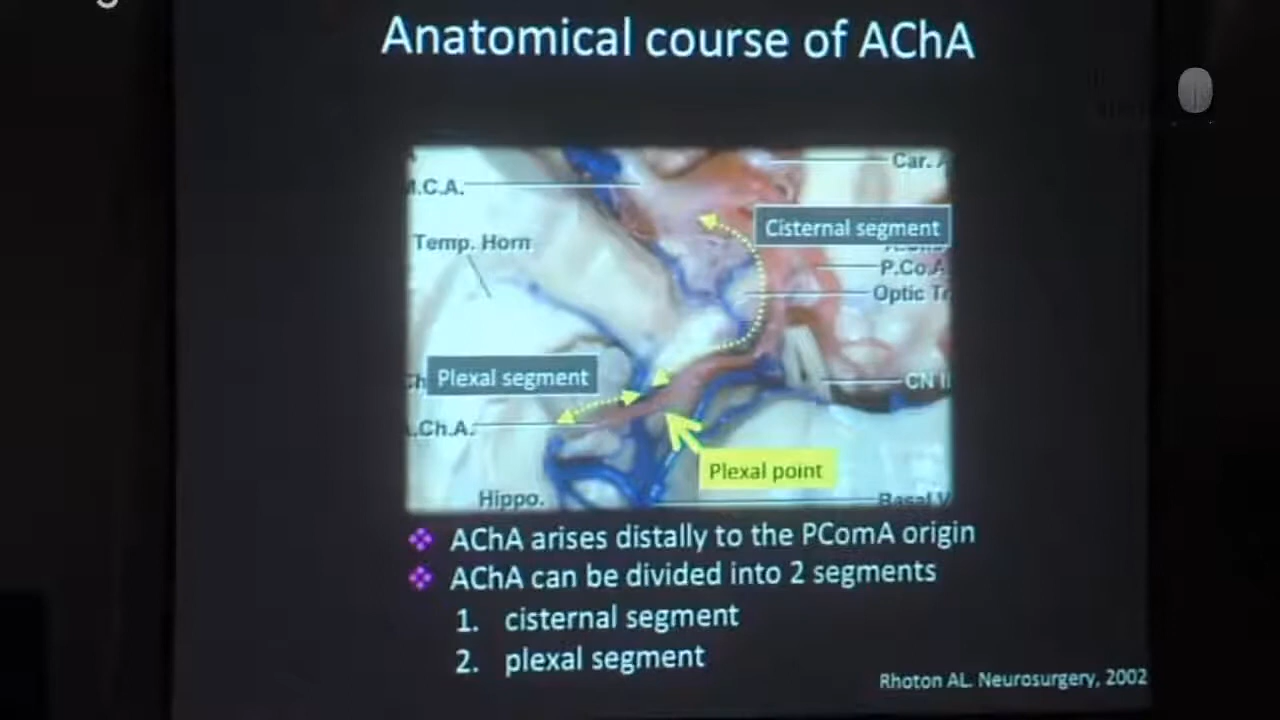 Anatomical course of AChA
Car. A
M.C.A.
Cisternal segment
Temp. Horn
P.Co.A.
Optic Tr
Plexal segment
CN II
.Ch.A.
Plexal point
Hippo.
Basal V
AChA arises distally to the PComA origin
AChA can be divided into 2 segments
1. cisternal segment
2. plexal segment
Rhoton AL. Neurosurgery, 2002